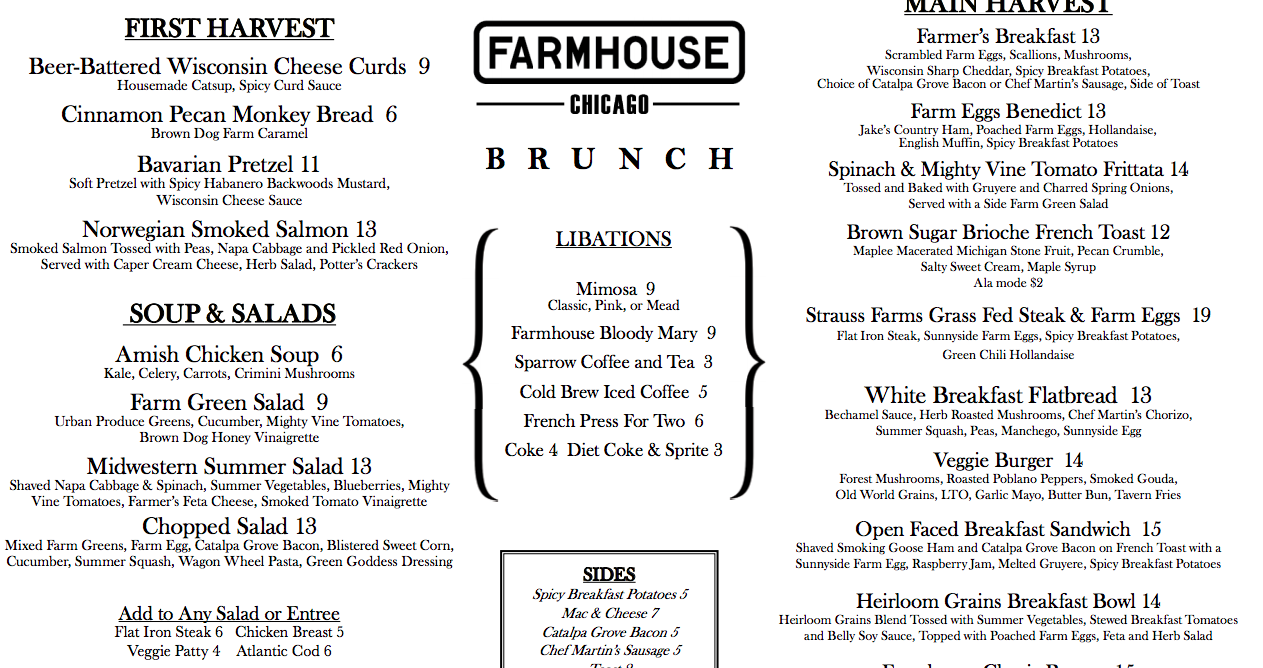 FIRST HARVEST
Beer-Battered Wisconsin Cheese Curds 9
Housemade Catsup, Spicy Curd Sauce
Cinnamon Pecan Monkey Bread 6
Brown Dog Farm Caramel
Bavarian Pretzel 11
Soft Pretzel with Spicy Habanero Backwoods Mustard,
Wisconsin Cheese Sauce
Norwegian Smoked Salmon 13
Smoked Salmon Tossed with Peas, Napa Cabbage and Pickled Red Onion,
Served with Caper Cream Cheese, Herb Salad, Potter's Crackers
SOUP & SALADS
Amish Chicken Soup 6
Kale, Celery, Carrots, Crimini Mushrooms
Farm Green Salad 9
Urban Produce Greens, Cucumber, Mighty Vine Tomatoes,
Brown Dog Honey Vinaigrette
Midwestern Summer Salad 13
Shaved Napa Cabbage & Spinach, Summer Vegetables, Blueberries, Mighty
Vine Tomatoes, Farmer's Feta Cheese, Smoked Tomato Vinaigrette
Chopped Salad 13
Mixed Farm Greens, Farm Egg, Catalpa Grove Bacon, Blistered Sweet Corn,
Cucumber, Summer Squash, Wagon Wheel Pasta, Green Goddess Dressing
Add to Any Salad or Entree
Flat Iron Steak 6 Chicken Breast 5
Veggie Patty 4 Atlantic Cod 6
FARMHOUSE
CHICAGO
BRUNCH
LIBATIONS
Mimosa 9
Classic, Pink, or Mead
Farmhouse Bloody Mary 9
Sparrow Coffee and Tea 3
Cold Brew Iced Coffee 5
French Press For Two 6
Coke 4 Diet Coke & Sprite 3
SIDES
Spicy Breakfast Potatoes 5
Mac & Cheese 7
Catalpa Grove Bacon 5
Chef Martin's Sausage 5
MAIN HARVEST
Farmer's Breakfast 13
Scrambled Farm Eggs, Scallions, Mushrooms,
Wisconsin Sharp Cheddar, Spicy Breakfast Potatoes,
Choice of Catalpa Grove Bacon or Chef Martin's Sausage, Side of Toast
Farm Eggs Benedict 13
Jake's Country Ham, Poached Farm Eggs, Hollandaise,
English Muffin, Spicy Breakfast Potatoes
Spinach & Mighty Vine Tomato Frittata 14
Tossed and Baked with Gruyere and Charred Spring Onions,
Served with a Side Farm Green Salad
Brown Sugar Brioche French Toast 12
Maplee Macerated Michigan Stone Fruit, Pecan Crumble,
Salty Sweet Cream, Maple Syrup
Ala mode $2
Strauss Farms Grass Fed Steak & Farm Eggs 19
Flat Iron Steak, Sunnyside Farm Eggs, Spicy Breakfast Potatoes,
Green Chili Hollandaise
White Breakfast Flatbread 13
Bechamel Sauce, Herb Roasted Mushrooms, Chef Martin's Chorizo,
Summer Squash, Peas, Manchego, Sunnyside Egg
Veggie Burger 14
Forest Mushrooms, Roasted Poblano Peppers, Smoked Gouda,
Old World Grains, LTO, Garlic Mayo, Butter Bun, Tavern Fries
Open Faced Breakfast Sandwich 15
Shaved Smoking Goose Ham and Catalpa Grove Bacon on French Toast with a
Sunnyside Farm Egg, Raspberry Jam, Melted Gruyere, Spicy Breakfast Potatoes
Heirloom Grains Breakfast Bowl 14
Heirloom Grains Blend Tossed with Summer Vegetables, Stewed Breakfast Tomatoes
and Belly Soy Sauce, Topped with Poached Farm Eggs, Feta and Herb Salad